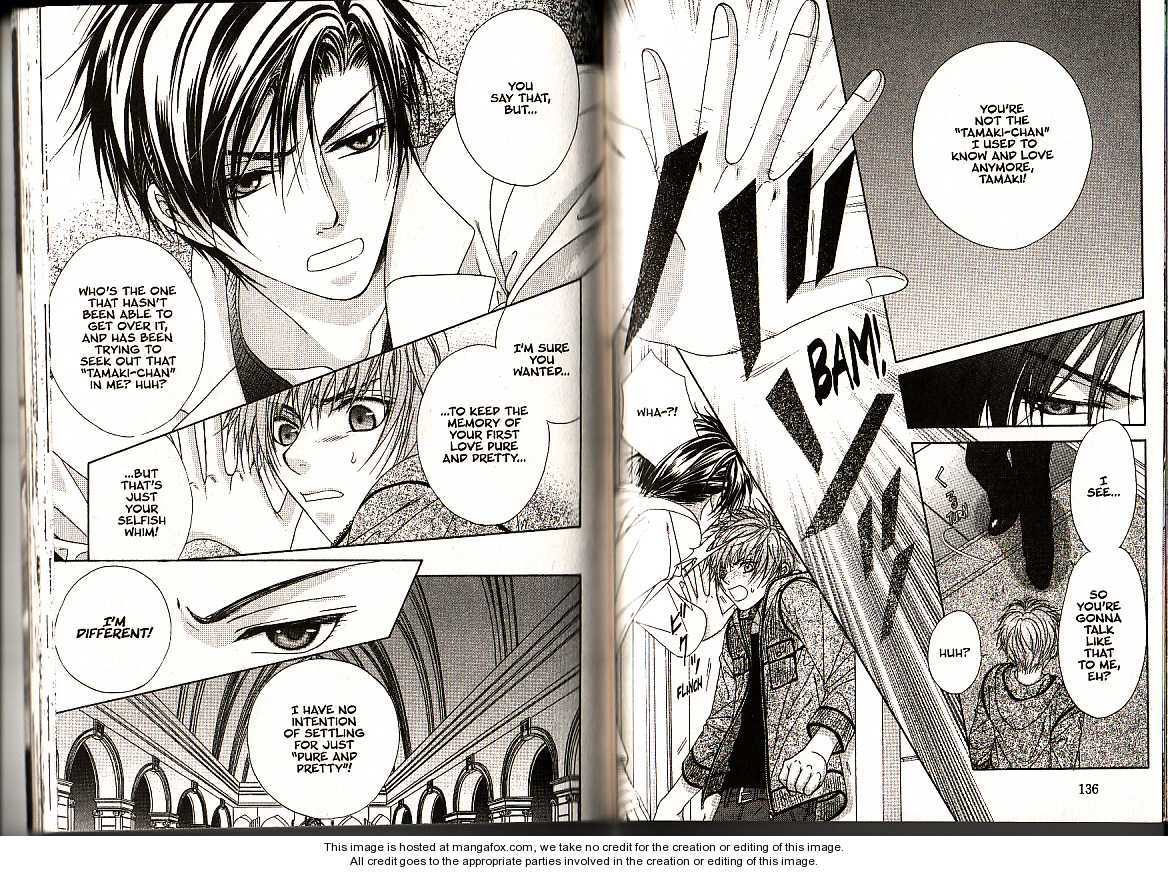 YOU'RE
NOT THE
"TAMAKI-CHAN"
I USED TO
KNOW AND LOVE
ANYMORE,
TAMAKI!
I
SEE...
SO
YOU'RE
GONNA
TALK
LIKE
THAT
TO ME,
EH?
HUH?
BAM!
WHA-?!
FLINCH
136
YOU
SAY THAT,
BUT...
WHO'S THE ONE
THAT HASN'T
BEEN ABLE TO
GET OVER IT,
AND HAS BEEN
TRYING TO
SEEK OUT THAT
"TAMAKI-CHAN"
IN ME? HUH?
I'M SURE
YOU
WANTED...
...TO KEEP THE
MEMORY OF
YOUR FIRST
LOVE PURE
AND PRETTY...
...BUT
THAT'S
JUST
YOUR
SELFISH
WHIM!
I'M
DIFFERENT!
I HAVE NO
INTENTION
OF SETTLING
FOR JUST
"PURE AND
PRETTY"!
This image is hosted at mangafox.com, we take no credit for the creation or editing of this image.
All credit goes to the appropriate parties involved in the creation or editing of this image.